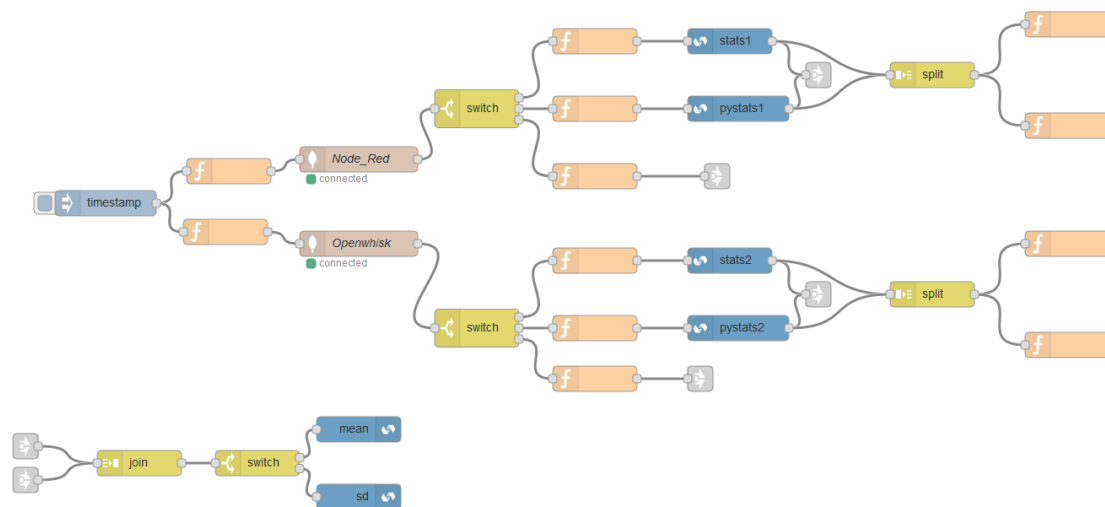 stats1
split
switch
pystats1
Node_Red
connected
timestamp
Openwhisk
connected
stats2
split
switch
pystats2
mean
join
switch
sd